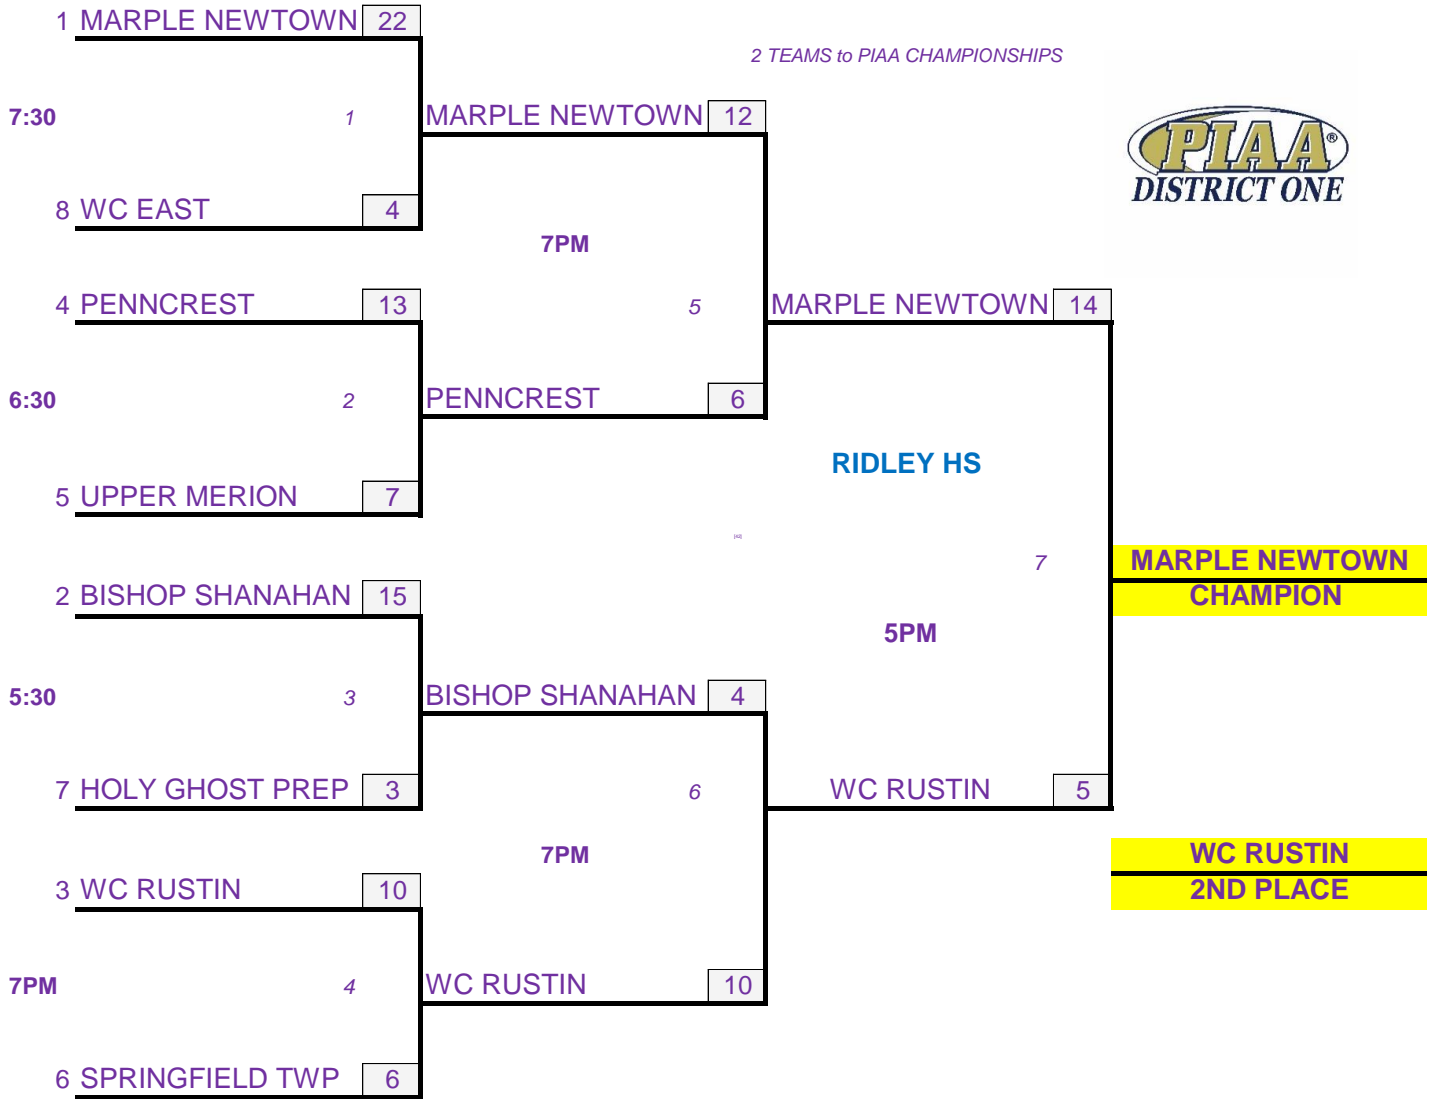 1 MARPLE NEWTOWN 22
2 TEAMS to PIAA CHAMPIONSHIPS
7:30 1 MARPLE NEWTOWN 12
PIAA®
DISTRICT ONE
8 WC EAST 4
7PM
4 PENNCREST 13 5 MARPLE NEWTOWN 14
6:30 2 PENNCREST 6
RIDLEY HS
5 UPPER MERION 7
7 MARPLE NEWTOWN
CHAMPION
2 BISHOP SHANAHAN 15
5PM
5:30 3 BISHOP SHANAHAN 4
7 HOLY GHOST PREP 3 6 WC RUSTIN 5
7PM
WC RUSTIN
2ND PLACE
3 WC RUSTIN 10
7PM 4 WC RUSTIN 10
6 SPRINGFIELD TWP 6